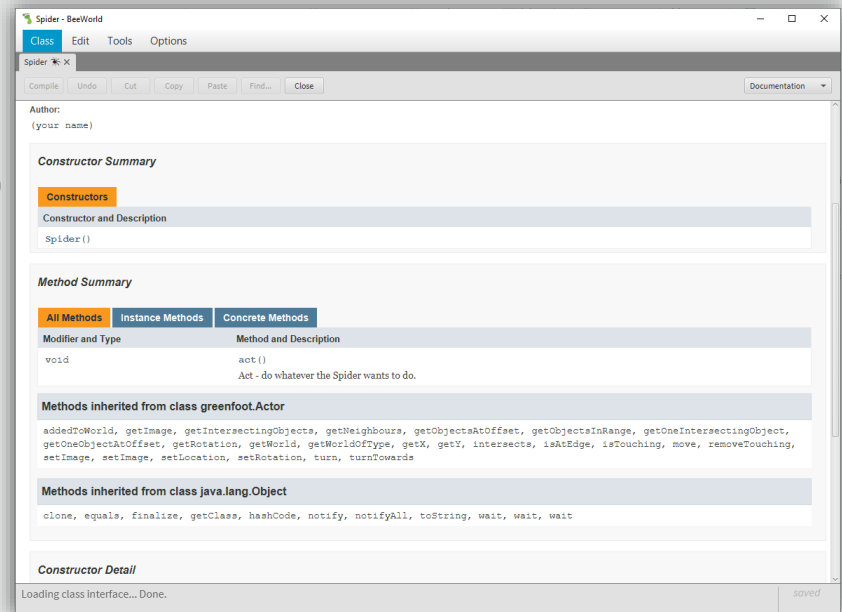 Spider - BeeWorld
Class Edit Tools Options
Spider
Compile Undo Cut Copy Paste Find... Close Documentation
Author:
(your name)
Constructor Summary
Constructors
Constructor and Description
Spider()
Method Summary
All Methods Instance Methods Concrete Methods
Modifier and Type Method and Description
void act()
Act - do whatever the Spider wants to do.
Methods inherited from class greenfoot.Actor
addedToWorld, getImage, getIntersectingObjects, getNeighbours, getObjectsAtOffset, getObjectsInRange, getOneIntersectingObject,
getOneObjectAtOffset, getRotation, getWorld, getWorldOfType, getX, getY, intersects, isAtEdge, isTouching, move, removeTouching,
setImage, setImage, setLocation, setRotation, turn, turnTowards
Methods inherited from class java.lang.Object
clone, equals, finalize, getClass, hashCode, notify, notifyAll, toString, wait, wait, wait
Constructor Detail
Loading class interface... Done.
saved